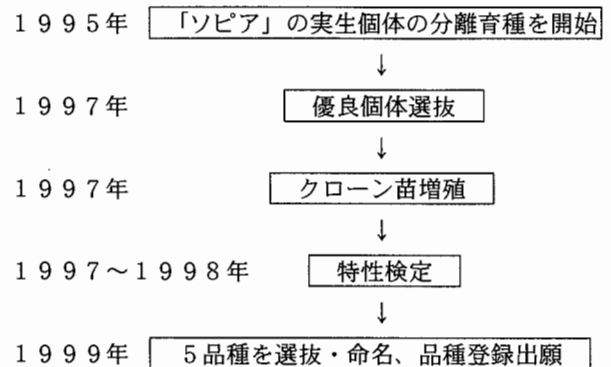 1995年 「ソピア」の実生個体の分離育種を開始
↓
1997年 優良個体選抜
↓
1997年 クローン苗増殖
↓
1997～1998年 特性検定
↓
1999年 5品種を選抜・命名、品種登録出願